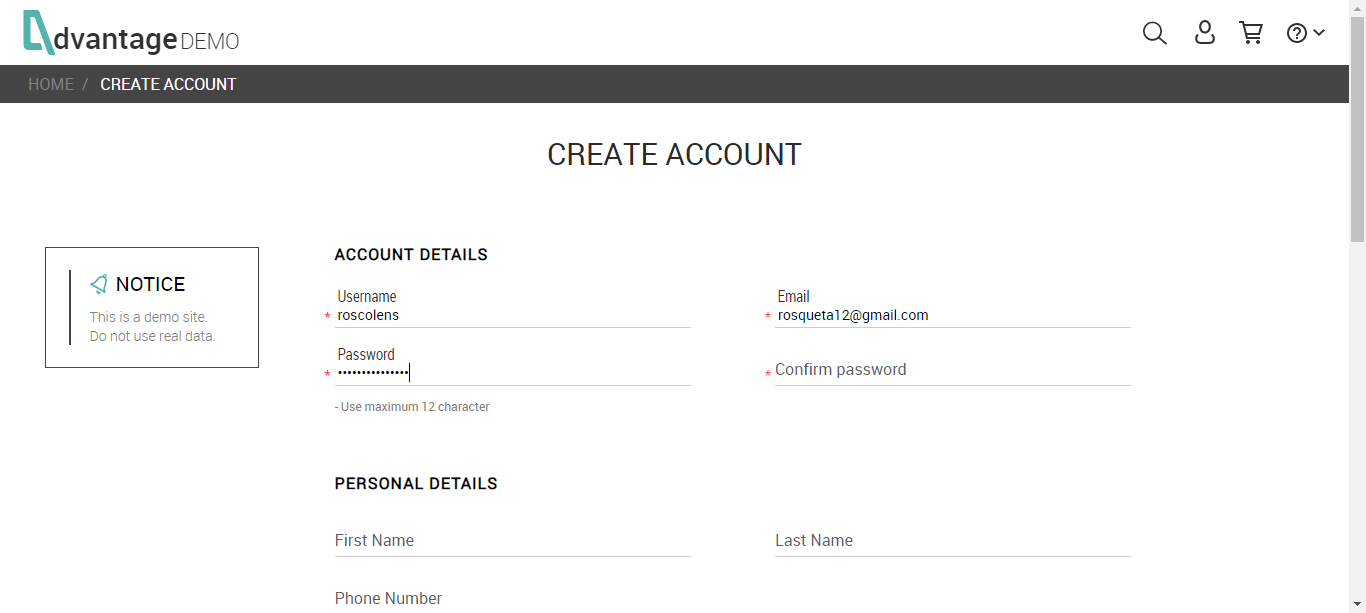 dvantage DEMO
HOME / CREATE ACCOUNT
CREATE ACCOUNT
NOTICE
This is a demo site.
Do not use real data.
ACCOUNT DETAILS
Username
* roscolens
Email
* rosqueta12@gmail.com
Password
* •••••••••••••••
* Confirm password
- Use maximum 12 character
PERSONAL DETAILS
First Name
Last Name
Phone Number